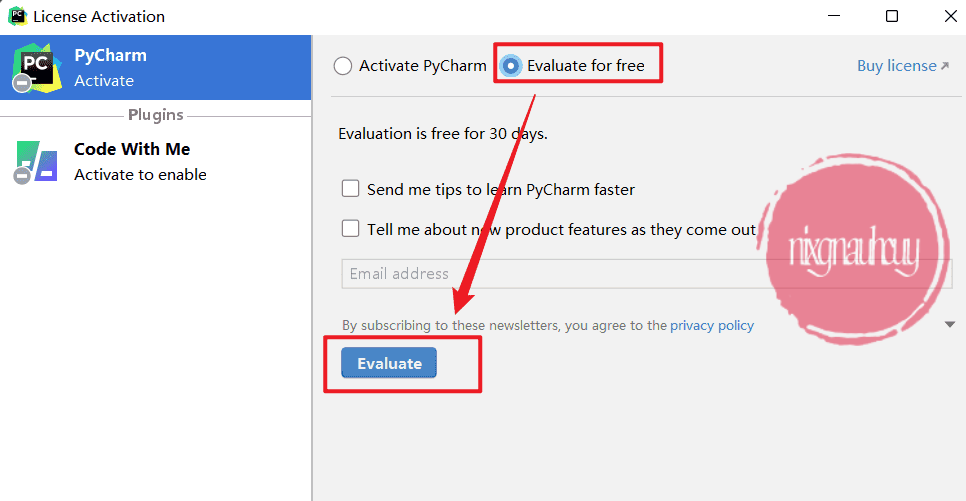 License Activation
PC
PyCharm
Activate
Plugins
Code With Me
Activate to enable
Activate PyCharm
Evaluate for free
Buy license
Evaluation is free for 30 days.
Send me tips to learn PyCharm faster
Tell me about new product features as they come out
Email address
By subscribing to these newsletters, you agree to the privacy policy
Evaluate
nixgnauhcuy